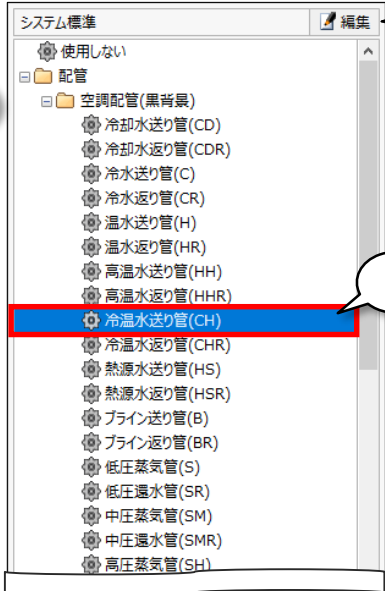 システム標準
編集
使用しない
配管
空調配管(黒背景)
冷却水送り管(CD)
冷却水返り管(CDR)
冷水送り管(C)
冷水返り管(CR)
温水送り管(H)
温水返り管(HR)
高温水送り管(HH)
高温水返り管(HHR)
冷温水送り管(CH)
冷温水返り管(CHR)
熱源水送り管(HS)
熱源水返り管(HSR)
ブライン送り管(B)
ブライン返り管(BR)
低圧蒸気管(S)
低圧還水管(SR)
中圧蒸気管(SM)
中圧還水管(SMR)
高圧蒸気管(SH)